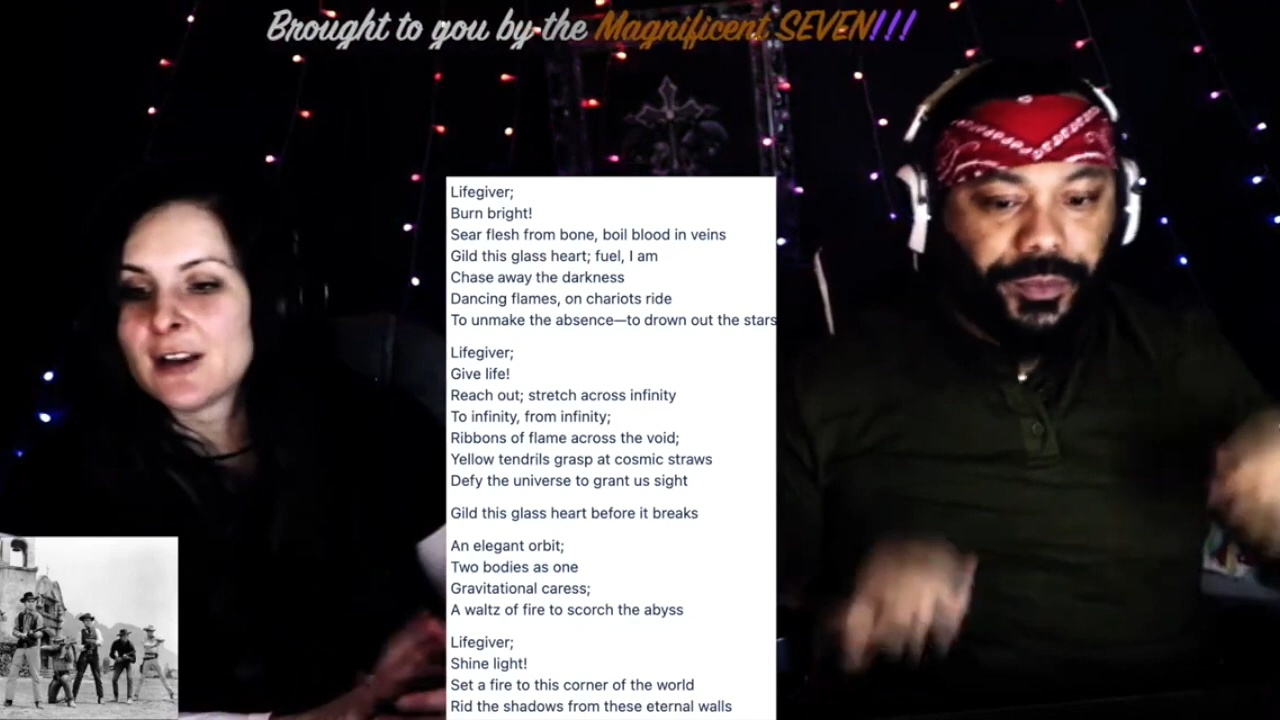 Brought to you by the Magnificent SEVEN!!!
Lifegiver;
Burn bright!
Sear flesh from bone, boil blood in veins
Gild this glass heart; fuel, I am
Chase away the darkness
Dancing flames, on chariots ride
To unmake the absence—to drown out the stars
Lifegiver;
Give life!
Reach out; stretch across infinity
To infinity, from infinity;
Ribbons of flame across the void;
Yellow tendrils grasp at cosmic straws
Defy the universe to grant us sight
Gild this glass heart before it breaks
An elegant orbit;
Two bodies as one
Gravitational caress;
A waltz of fire to scorch the abyss
Lifegiver;
Shine light!
Set a fire to this corner of the world
Rid the shadows from these eternal walls